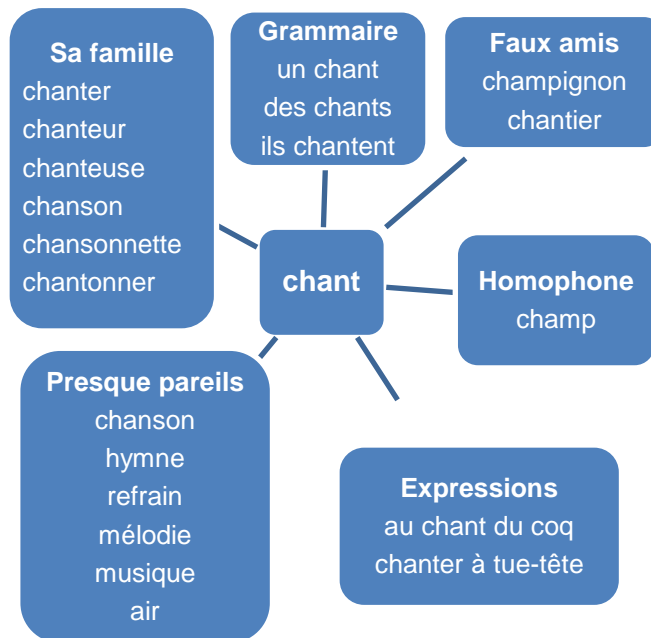 Sa famille
chanter
chanteur
chanteuse
chanson
chansonnette
chantonner
Grammaire
un chant
des chants
ils chantent
Faux amis
champignon
chantier
chant
Homophone
champ
Presque pareils
chanson
hymne
refrain
mélodie
musique
air
Expressions
au chant du coq
chanter à tue-tête